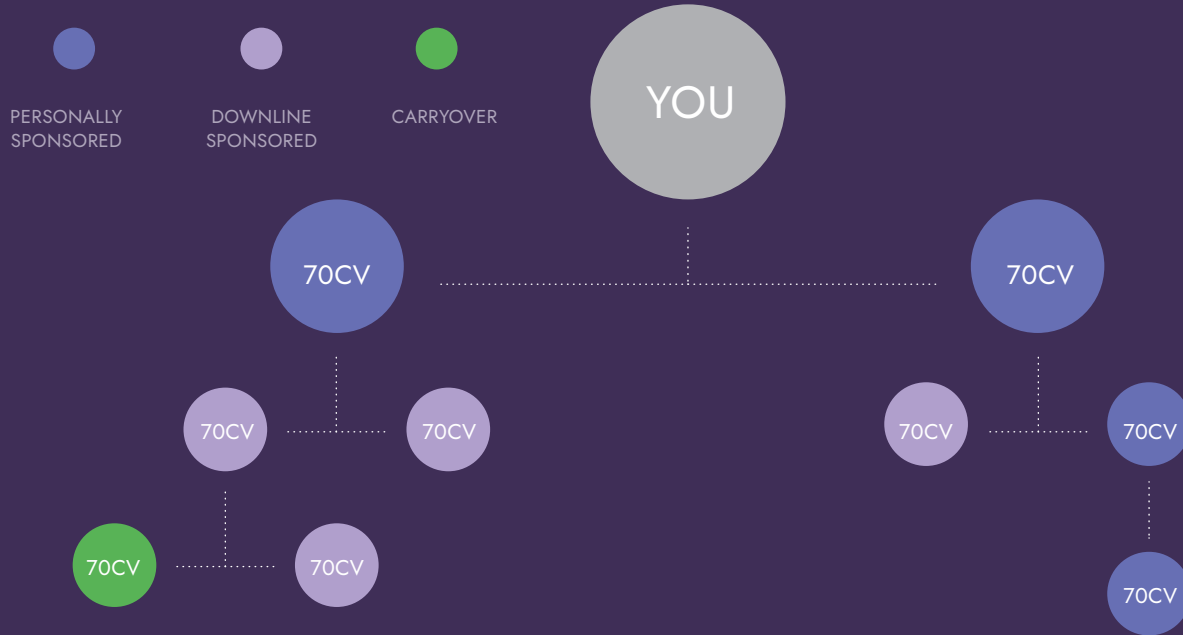 YOU
PERSONALLY
SPONSORED
DOWNLINE
SPONSORED
CARRYOVER
70CV
70CV
70CV
70CV
70CV
70CV
70CV
70CV
70CV